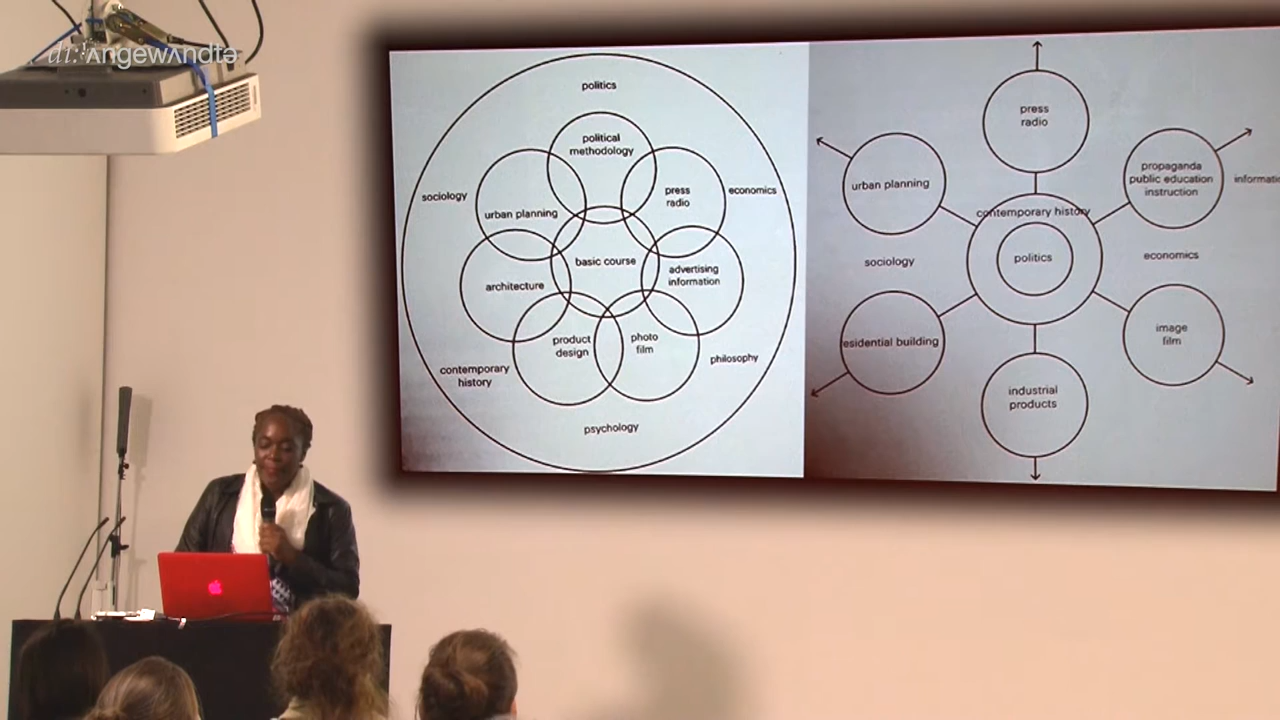 di:ʌngewʌndtə
politics
political
methodology
sociology
urban planning
press
radio
economics
basic course
architecture
advertising
information
product
design
photo
film
contemporary
history
philosophy
psychology
press
radio
urban planning
propaganda
public education
instruction
informatio
contemporary history
politics
sociology
economics
esidential building
image
film
industrial
products